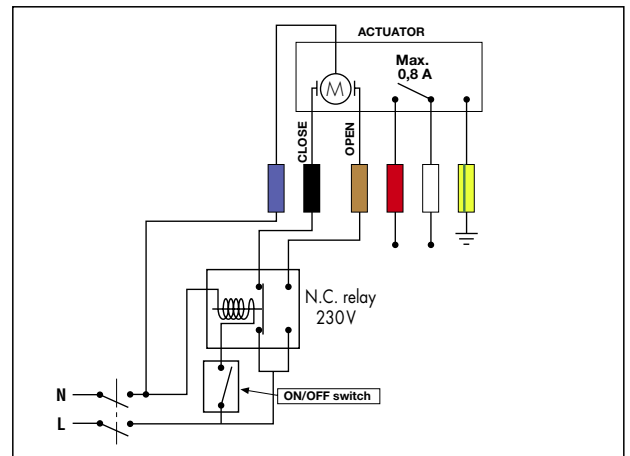 ACTUATOR
Max.
0,8 A
M
CLOSE
OPEN
N.C. relay
230V
N
ON/OFF switch
L